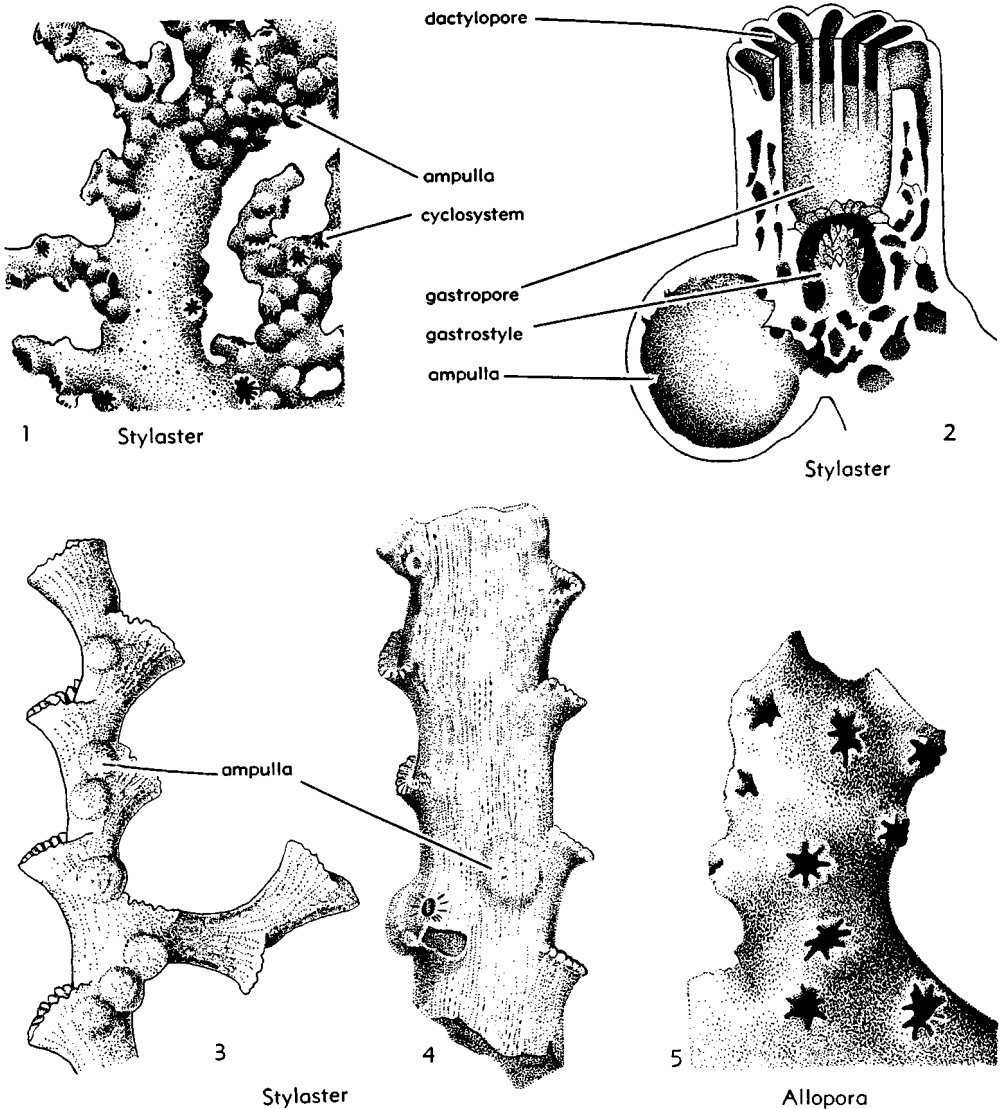 dactylopore
ampulla
cyclosystem
gastropore
gastrostyle
ampulla
1
Stylaster
2
Stylaster
ampulla
3
4
5
Stylaster
Allopora